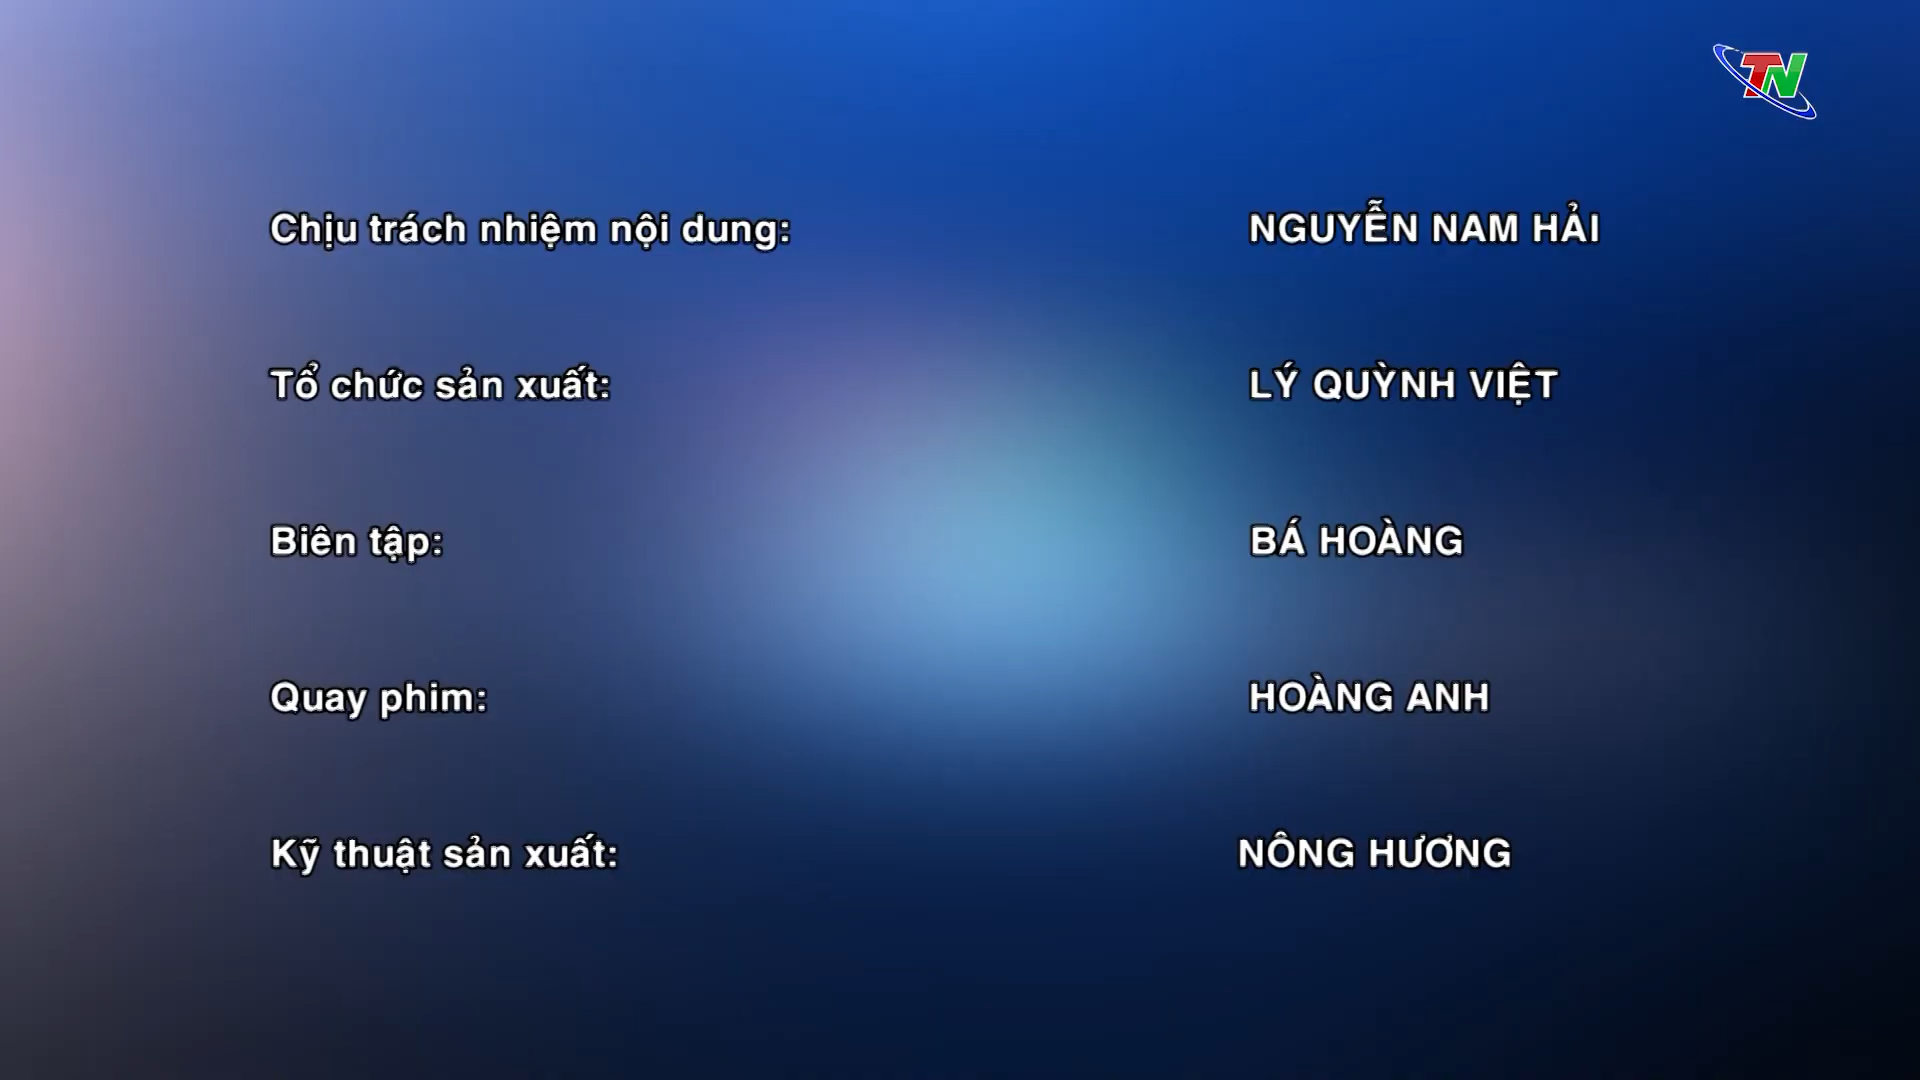 TN
Chịu trách nhiệm nội dung: NGUYỄN NAM HẢI
Tổ chức sản xuất: LÝ QUỲNH VIỆT
Biên tập: BÁ HOÀNG
Quay phim: HOÀNG ANH
Kỹ thuật sản xuất: NÔNG HƯƠNG